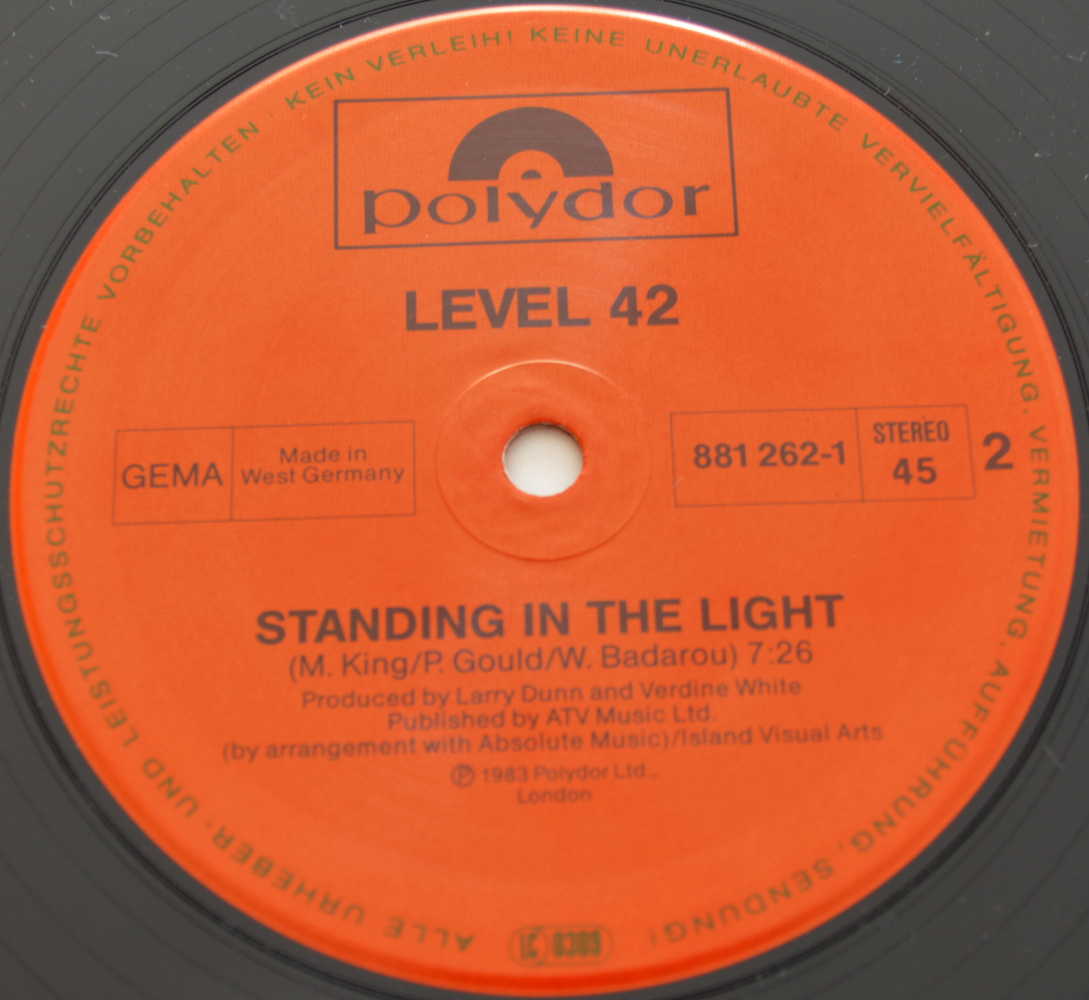 ALLE URHEBER- UND LEISTUNGSSCHUTZRECHTE VORBEHALTEN · KEIN VERLEIH! KEINE UNERLAUBTE VERVIELFÄLTIGUNG, VERMIETUNG, AUFFÜHRUNG, SENDUNG!
polydor
LEVEL 42
GEMA
Made in
West Germany
881 262-1
STEREO
45
2
STANDING IN THE LIGHT
(M. King/P. Gould/W. Badarou) 7:26
Produced by Larry Dunn and Verdine White
Published by ATV Music Ltd.
(by arrangement with Absolute Music)/Island Visual Arts
℗ 1983 Polydor Ltd.,
London
LC 0309